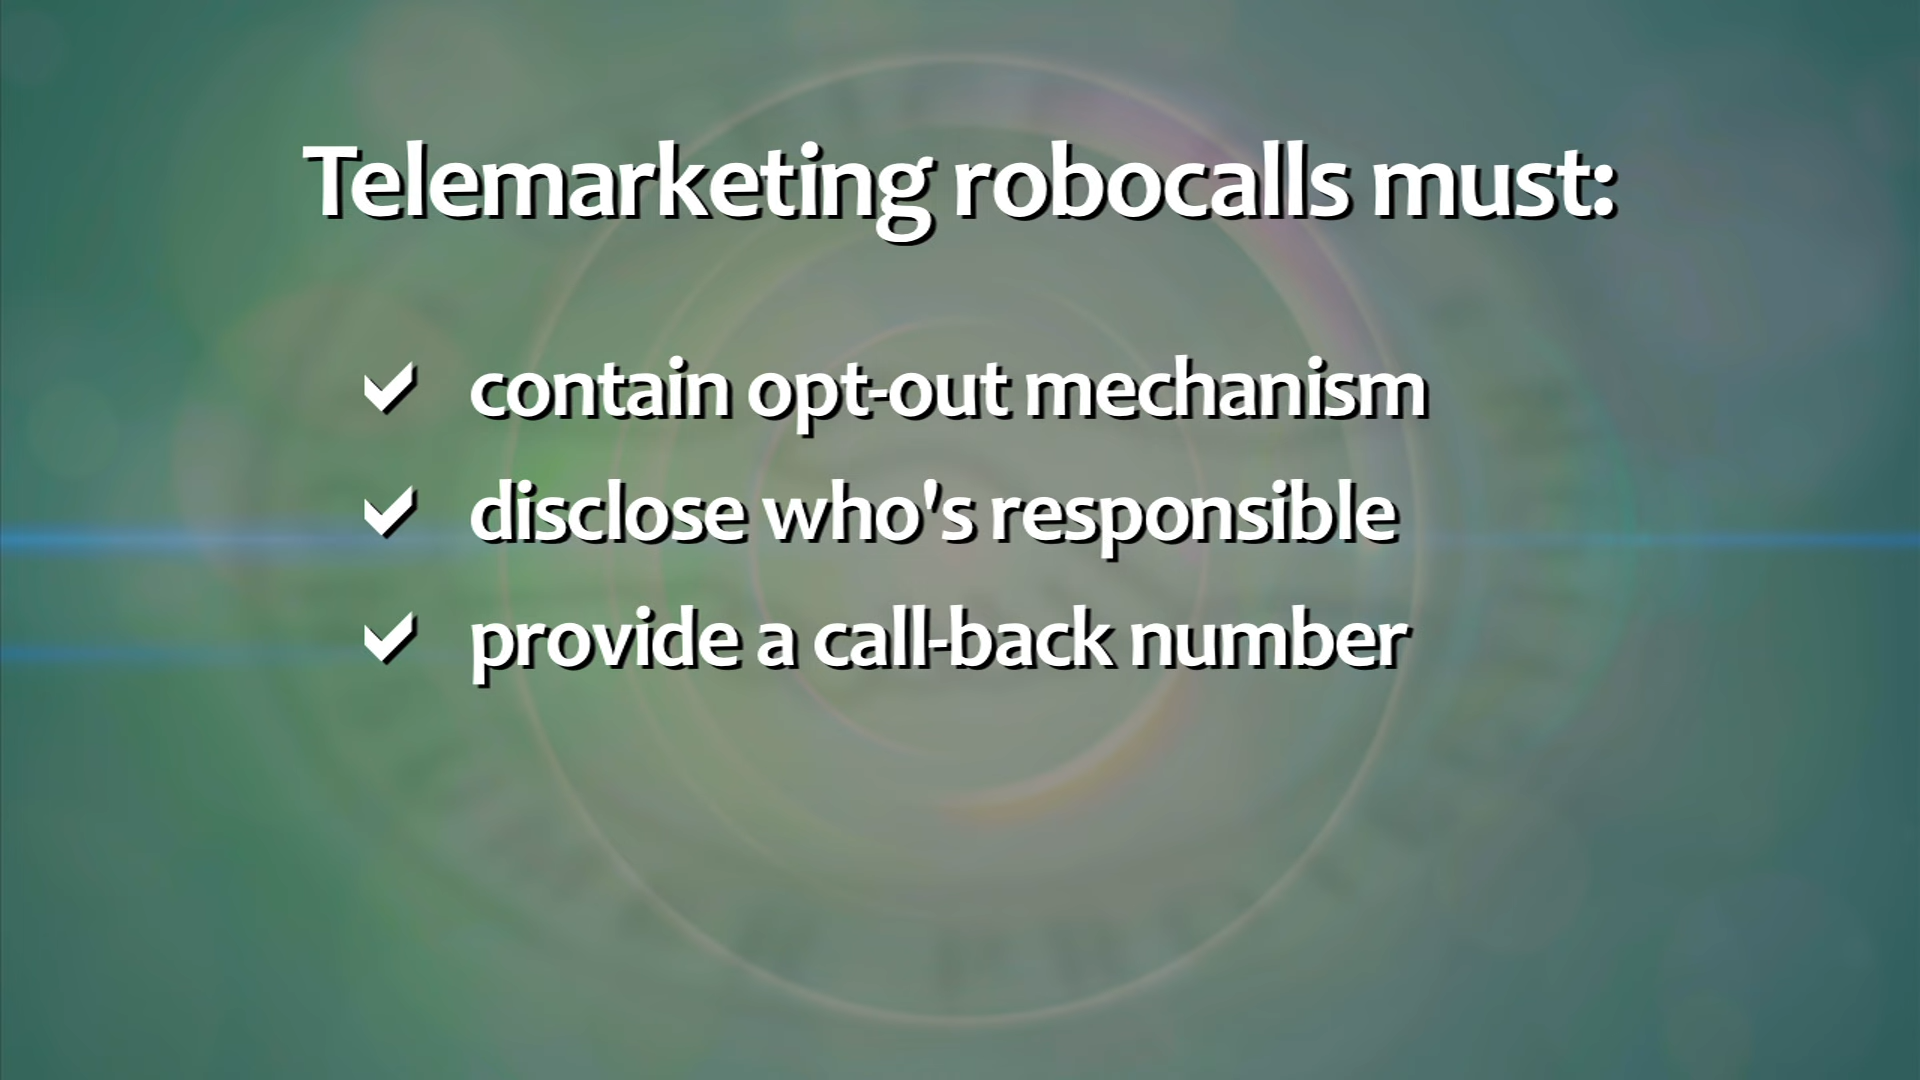 Telemarketing robocalls must:
contain opt-out mechanism
disclose who's responsible
provide a call-back number